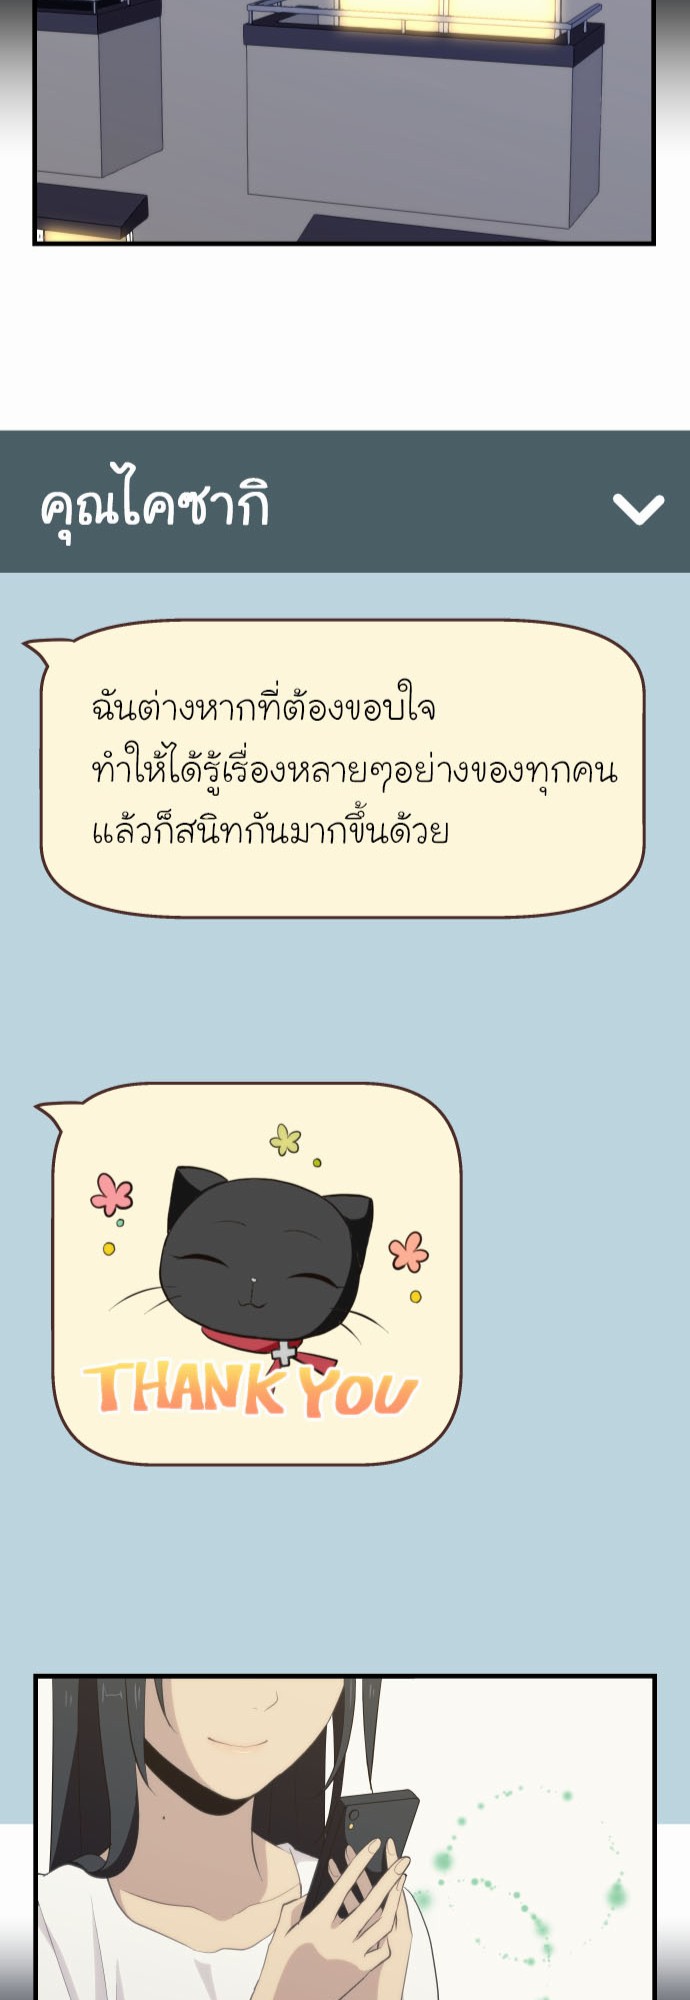 คุณไคซากิ
ฉันต่างหากที่ต้องขอบใจ
ทำให้ได้รู้เรื่องหลายๆอย่างของทุกคน
แล้วก็สนิทกันมากขึ้นด้วย
THANK YOU